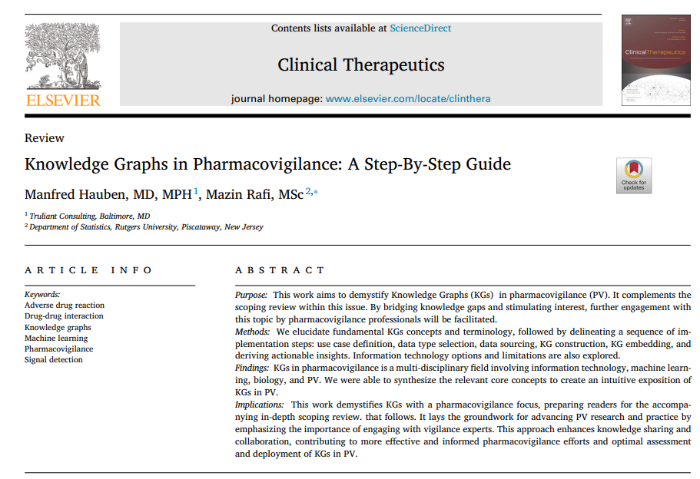 Contents lists available at ScienceDirect
Clinical Therapeutics
journal homepage: www.elsevier.com/locate/clinthera
ELSEVIER
ClinicalTherapeutics
Review
Knowledge Graphs in Pharmacovigilance: A Step-By-Step Guide
Check for
updates
Manfred Hauben, MD, MPH 1, Mazin Rafi, MSc 2,*
1 Truliant Consulting, Baltimore, MD
2 Department of Statistics, Rutgers University, Piscataway, New Jersey
ARTICLE INFO
Keywords:
Adverse drug reaction
Drug-drug interaction
Knowledge graphs
Machine learning
Pharmacovigilance
Signal detection
ABSTRACT
Purpose: This work aims to demystify Knowledge Graphs (KGs) in pharmacovigilance (PV). It complements the
scoping review within this issue. By bridging knowledge gaps and stimulating interest, further engagement with
this topic by pharmacovigilance professionals will be facilitated.
Methods: We elucidate fundamental KGs concepts and terminology, followed by delineating a sequence of im-
plementation steps: use case definition, data type selection, data sourcing, KG construction, KG embedding, and
deriving actionable insights. Information technology options and limitations are also explored.
Findings: KGs in pharmacovigilance is a multi-disciplinary field involving information technology, machine learn-
ing, biology, and PV. We were able to synthesize the relevant core concepts to create an intuitive exposition of
KGs in PV.
Implications: This work demystifies KGs with a pharmacovigilance focus, preparing readers for the accompa-
nying in-depth scoping review. that follows. It lays the groundwork for advancing PV research and practice by
emphasizing the importance of engaging with vigilance experts. This approach enhances knowledge sharing and
collaboration, contributing to more effective and informed pharmacovigilance efforts and optimal assessment
and deployment of KGs in PV.